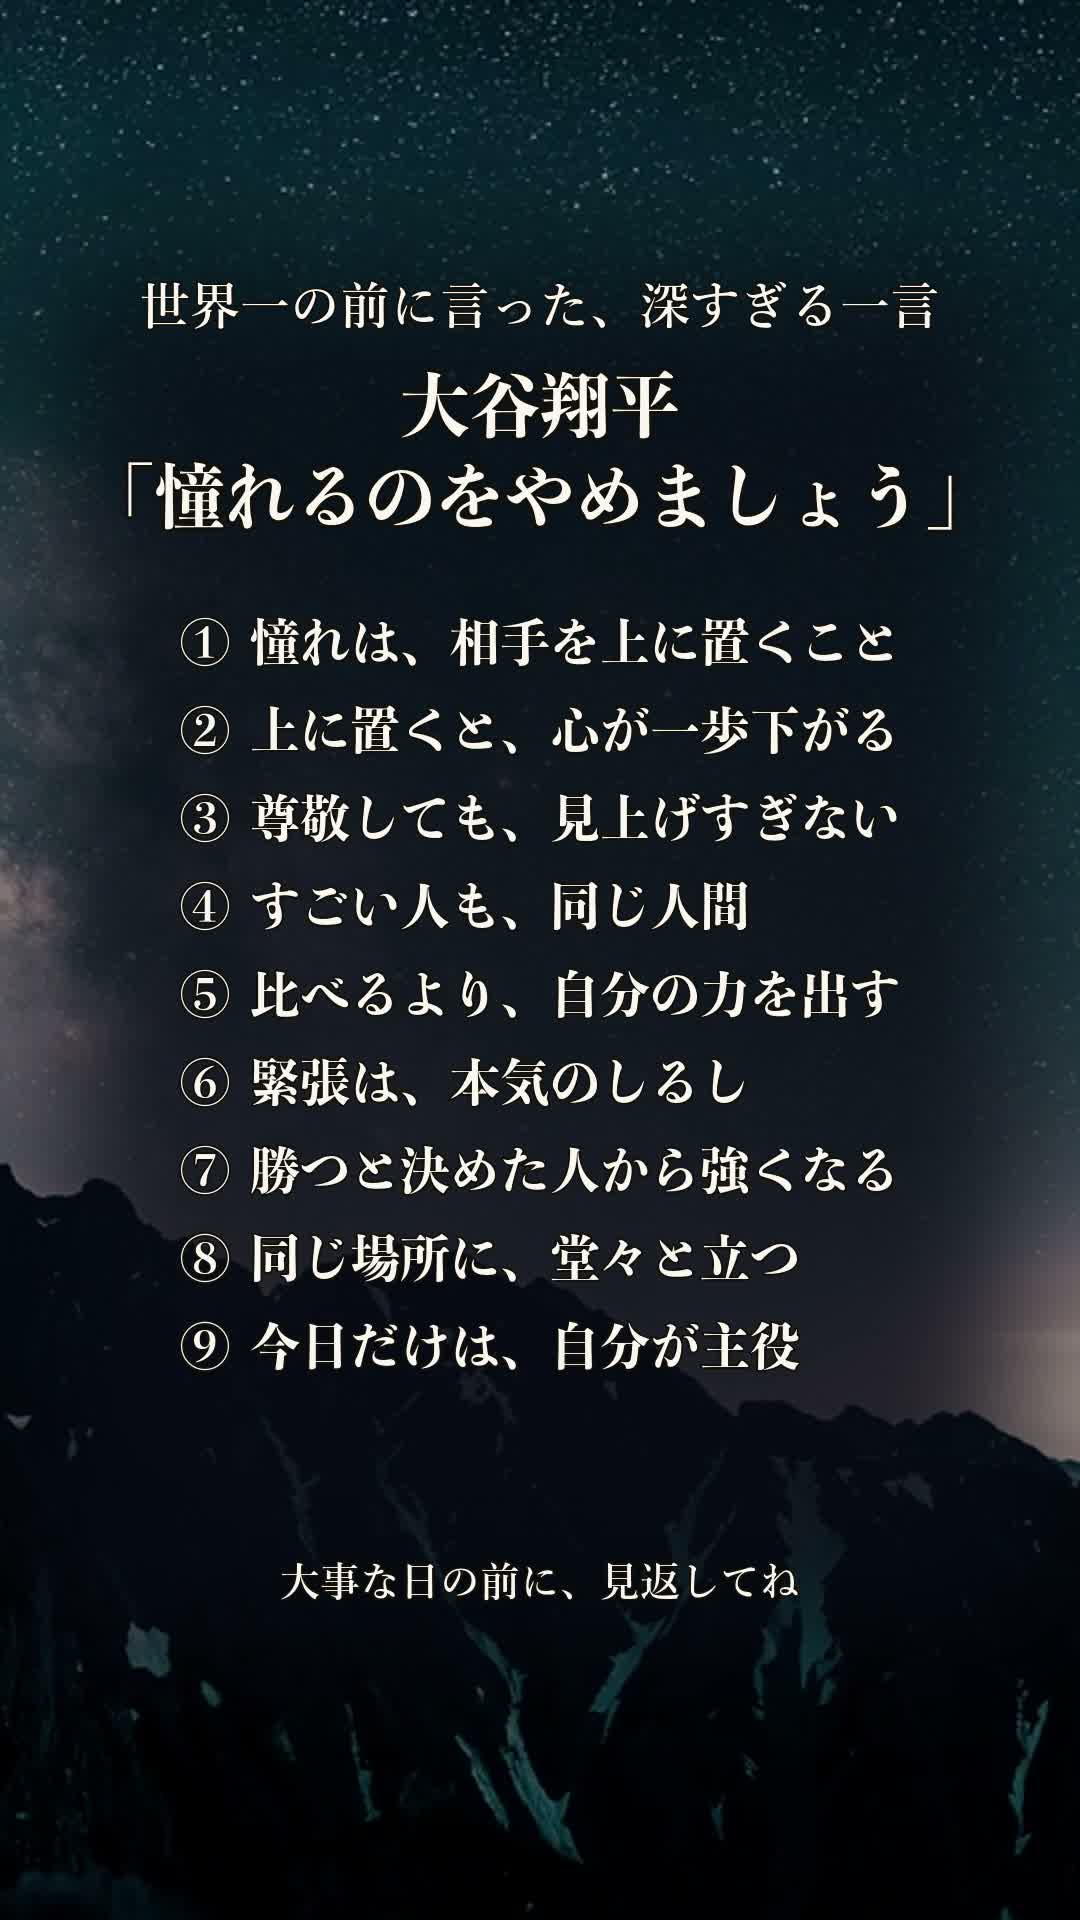 世界一の前に言った、深すぎる一言
大谷翔平
「憧れるのをやめましょう」
① 憧れは、相手を上に置くこと
② 上に置くと、心が一歩下がる
③ 尊敬しても、見上げすぎない
④ すごい人も、同じ人間
⑤ 比べるより、自分の力を出す
⑥ 緊張は、本気のしるし
⑦ 勝つと決めた人から強くなる
⑧ 同じ場所に、堂々と立つ
⑨ 今日だけは、自分が主役
大事な日の前に、見返してね